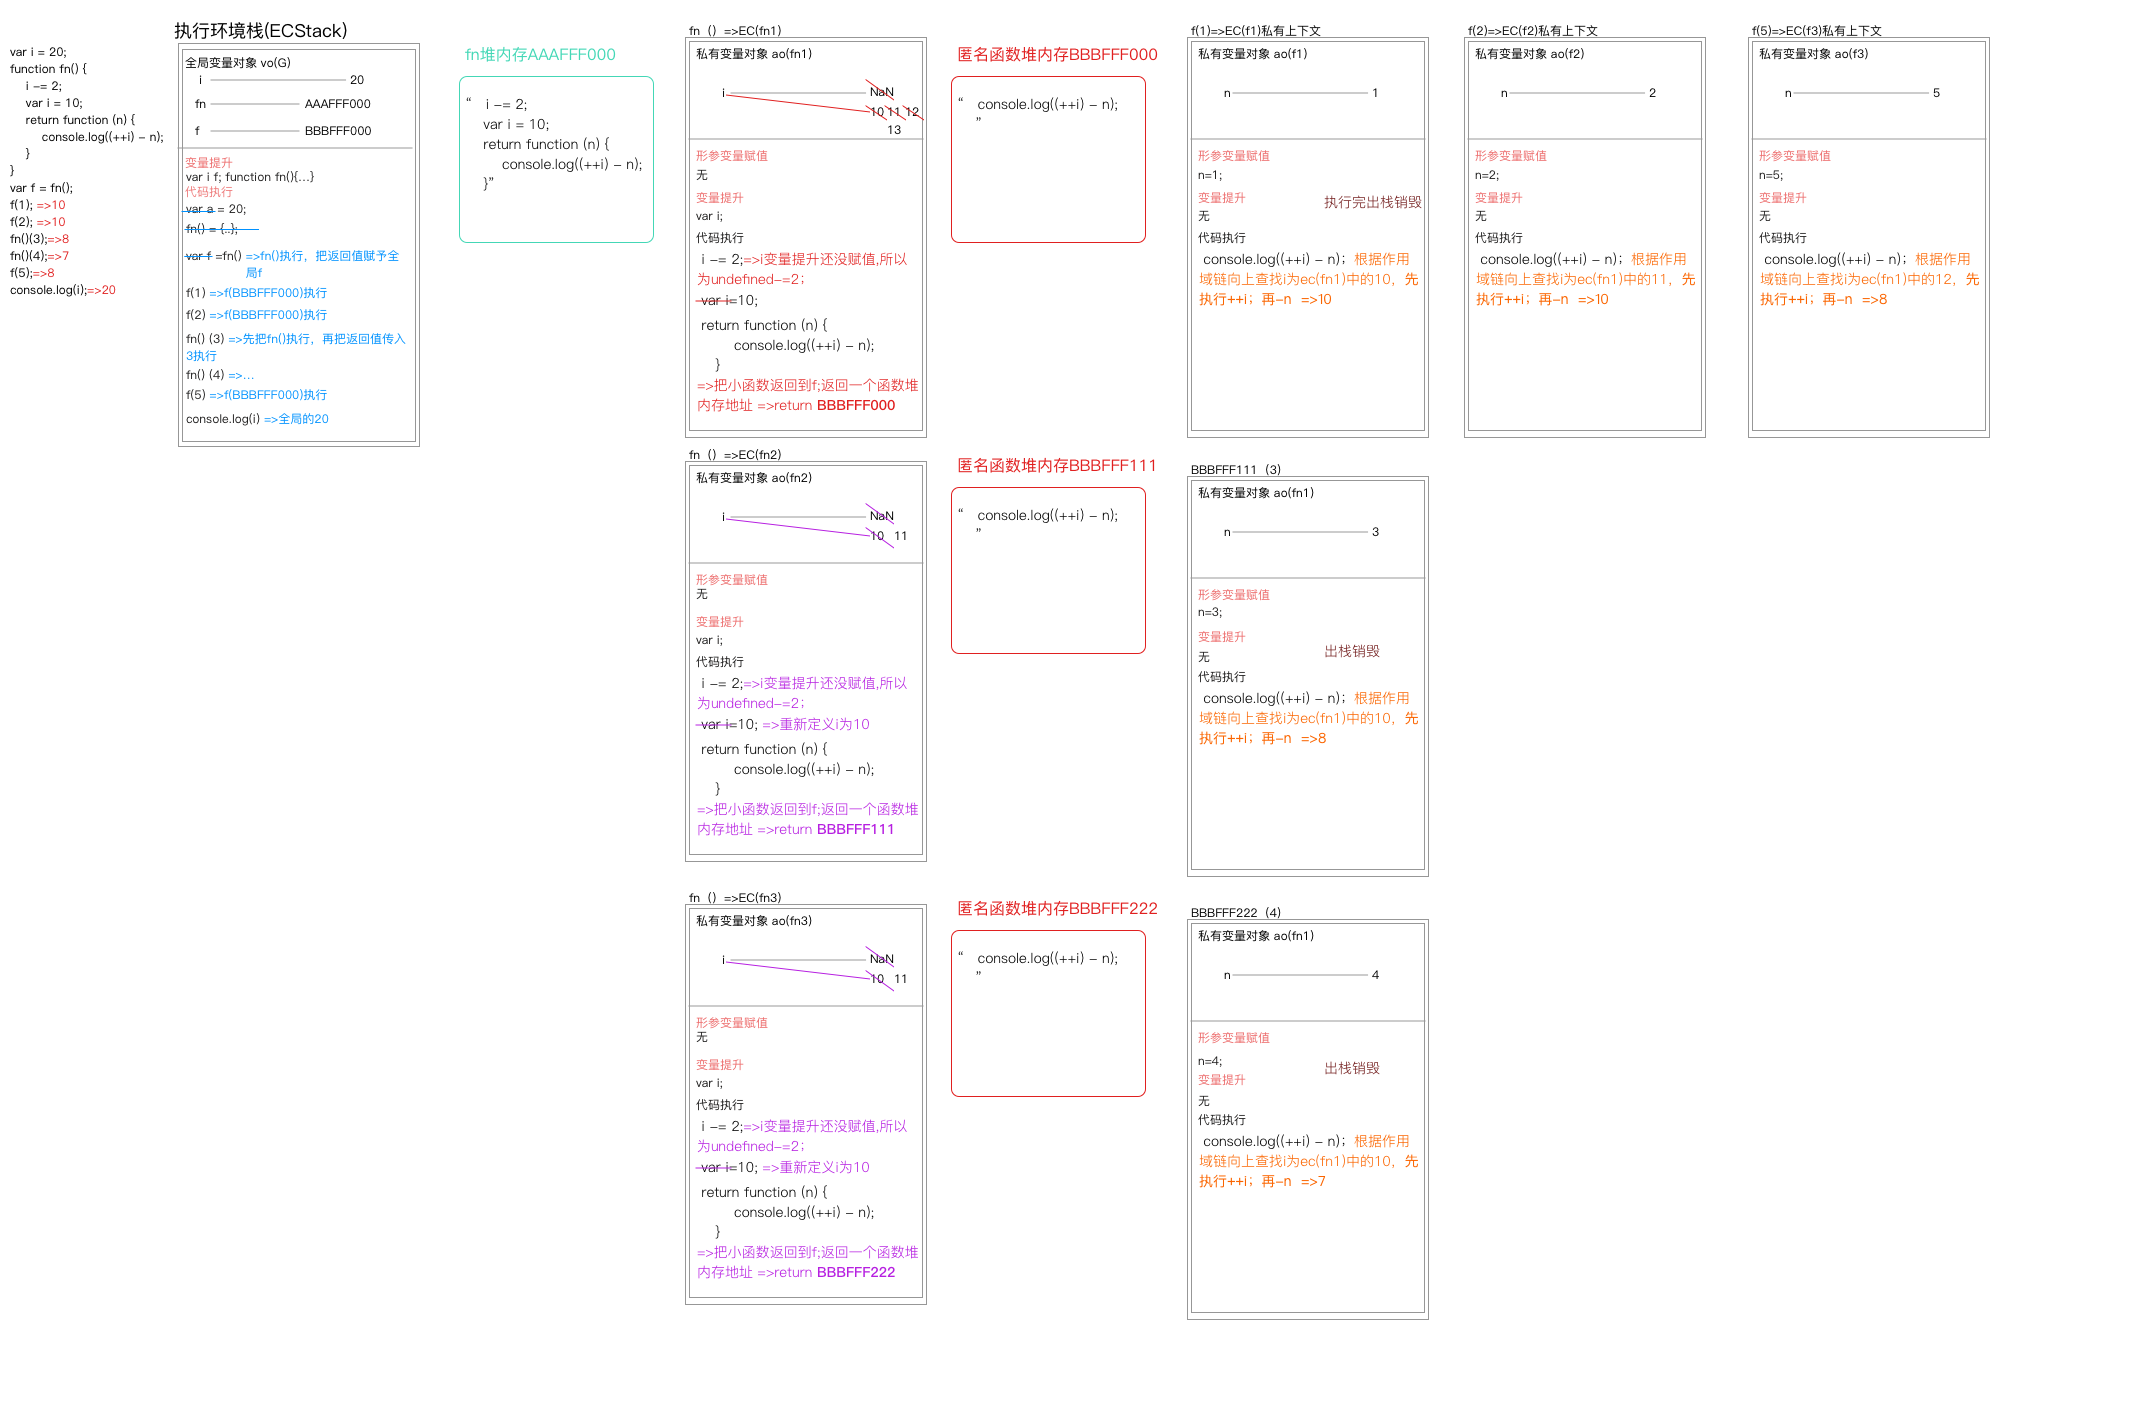 var i = 20;
function fn() {
i -= 2;
var i = 10;
return function (n) {
console.log((++i) - n);
}
}
var f = fn();
f(1); =>10
f(2); =>10
fn()(3);=>8
fn()(4);=>7
f(5);=>8
console.log(i);=>20
执行环境栈(ECStack)
全局变量对象 vo(G)
i 20
fn AAAFFF000
f BBBFFF000
变量提升
var i f; function fn(){...}
代码执行
var a = 20;
fn() = {..};
var f =fn() =>fn()执行，把返回值赋予全
局f
f(1) =>f(BBBFFF000)执行
f(2) =>f(BBBFFF000)执行
fn() (3) =>先把fn()执行，再把返回值传入
3执行
fn() (4) =>...
f(5) =>f(BBBFFF000)执行
console.log(i) =>全局的20
fn堆内存AAAFFF000
“ i -= 2;
var i = 10;
return function (n) {
console.log((++i) - n);
}”
fn（）=>EC(fn1)
私有变量对象 ao(fn1)
i NaN
10 11 12
13
形参变量赋值
无
变量提升
var i;
代码执行
i -= 2;=>i变量提升还没赋值,所以
为undefined-=2；
var i=10;
return function (n) {
console.log((++i) - n);
}
=>把小函数返回到f;返回一个函数堆
内存地址 =>return BBBFFF000
匿名函数堆内存BBBFFF000
“ console.log((++i) - n);
”
f(1)=>EC(f1)私有上下文
私有变量对象 ao(f1)
n 1
形参变量赋值
n=1;
变量提升
执行完出栈销毁
无
代码执行
console.log((++i) - n)；根据作用
域链向上查找i为ec(fn1)中的10，先
执行++i；再-n =>10
f(2)=>EC(f2)私有上下文
私有变量对象 ao(f2)
n 2
形参变量赋值
n=2;
变量提升
无
代码执行
console.log((++i) - n)；根据作用
域链向上查找i为ec(fn1)中的11，先
执行++i；再-n =>10
f(5)=>EC(f3)私有上下文
私有变量对象 ao(f3)
n 5
形参变量赋值
n=5;
变量提升
无
代码执行
console.log((++i) - n)；根据作用
域链向上查找i为ec(fn1)中的12，先
执行++i；再-n =>8
fn（）=>EC(fn2)
私有变量对象 ao(fn2)
i NaN
10 11
形参变量赋值
无
变量提升
var i;
代码执行
i -= 2;=>i变量提升还没赋值,所以
为undefined-=2；
var i=10; =>重新定义i为10
return function (n) {
console.log((++i) - n);
}
=>把小函数返回到f;返回一个函数堆
内存地址 =>return BBBFFF111
匿名函数堆内存BBBFFF111
“ console.log((++i) - n);
”
BBBFFF111（3）
私有变量对象 ao(fn1)
n 3
形参变量赋值
n=3;
变量提升
出栈销毁
无
代码执行
console.log((++i) - n)；根据作用
域链向上查找i为ec(fn1)中的10，先
执行++i；再-n =>8
fn（）=>EC(fn3)
私有变量对象 ao(fn3)
i NaN
10 11
形参变量赋值
无
变量提升
var i;
代码执行
i -= 2;=>i变量提升还没赋值,所以
为undefined-=2；
var i=10; =>重新定义i为10
return function (n) {
console.log((++i) - n);
}
=>把小函数返回到f;返回一个函数堆
内存地址 =>return BBBFFF222
匿名函数堆内存BBBFFF222
“ console.log((++i) - n);
”
BBBFFF222（4）
私有变量对象 ao(fn1)
n 4
形参变量赋值
n=4;
出栈销毁
变量提升
无
代码执行
console.log((++i) - n)；根据作用
域链向上查找i为ec(fn1)中的10，先
执行++i；再-n =>7